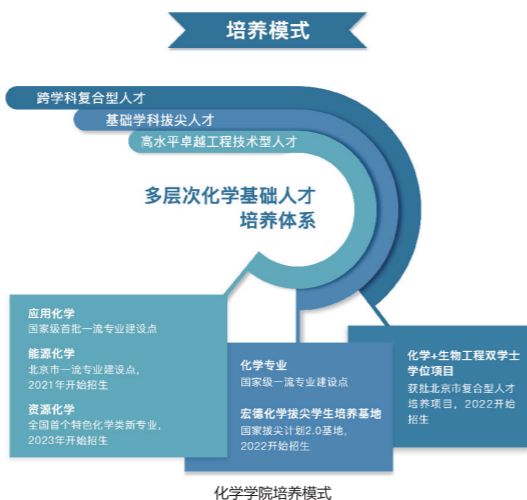 培养模式
跨学科复合型人才
基础学科拔尖人才
高水平卓越工程技术型人才
多层次化学基础人才
培养体系
应用化学
国家级首批一流专业建设点
能源化学
北京市一流专业建设点，
2021年开始招生
资源化学
全国首个特色化学类新专业，
2023年开始招生
化学专业
国家级一流专业建设点
宏德化学拔尖学生培养基地
国家拔尖计划2.0基地，
2022开始招生
化学+生物工程双学士
学位项目
获批北京市复合型人才
培养项目，2022开始
招生
化学学院培养模式